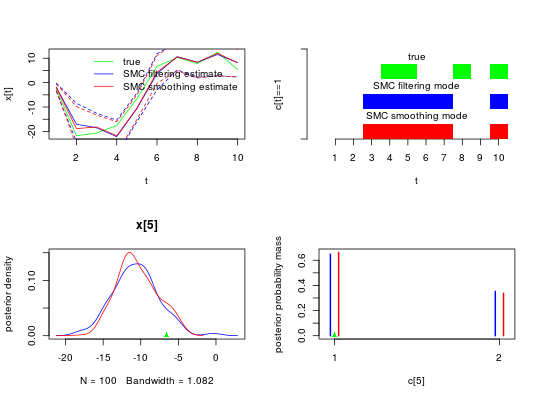 x[t]
10
5
0
-10
-20
true
SMC filtering estimate
SMC smoothing estimate
2 4 6 8 10
t
c[t]==1
true
SMC filtering mode
SMC smoothing mode
1 2 3 4 5 6 7 8 9 10
t
x[5]
posterior density
0.10
0.00
-20 -15 -10 -5 0
N = 100 Bandwidth = 1.082
posterior probability mass
0.6
0.4
0.2
0.0
1 2
c[5]